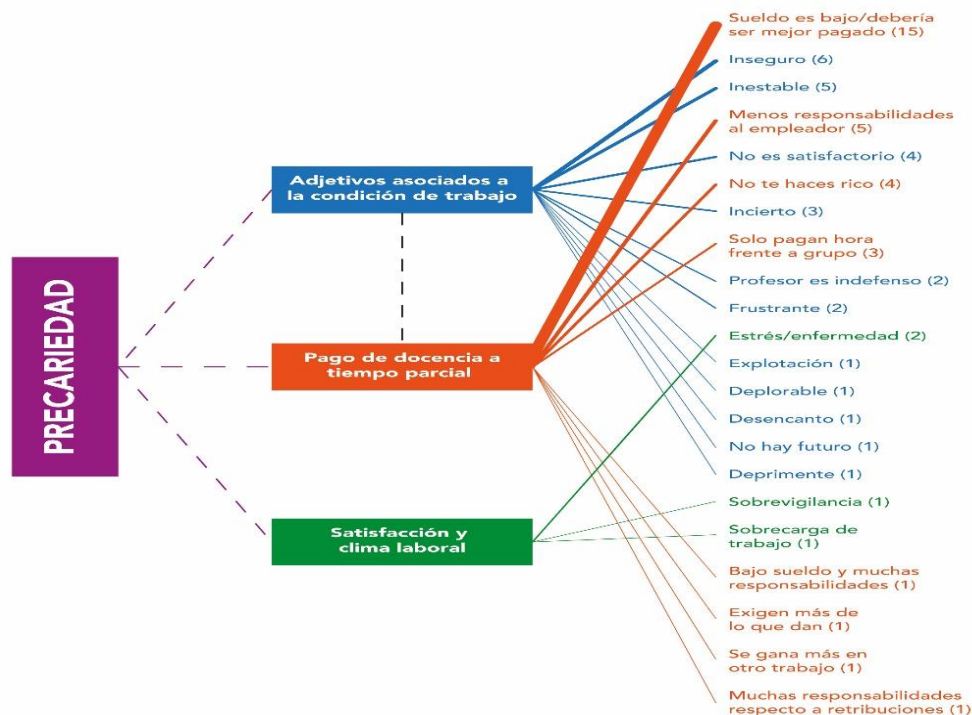 PRECARIEDAD
Adjetivos asociados a
la condición de trabajo
Pago de docencia a
tiempo parcial
Satisfacción y
clima laboral
Sueldo es bajo/debería
ser mejor pagado (15)
Inseguro (6)
Inestable (5)
Menos responsabilidades
al empleador (5)
No es satisfactorio (4)
No te haces rico (4)
Incierto (3)
Solo pagan hora
frente a grupo (3)
Profesor es indefenso (2)
Frustrante (2)
Estrés/enfermedad (2)
Explotación (1)
Deplorable (1)
Desencanto (1)
No hay futuro (1)
Deprimente (1)
Sobrevigilancia (1)
Sobrecarga de
trabajo (1)
Bajo sueldo y muchas
responsabilidades (1)
Exigen más de
lo que dan (1)
Se gana más en
otro trabajo (1)
Muchas responsabilidades
respecto a retribuciones (1)